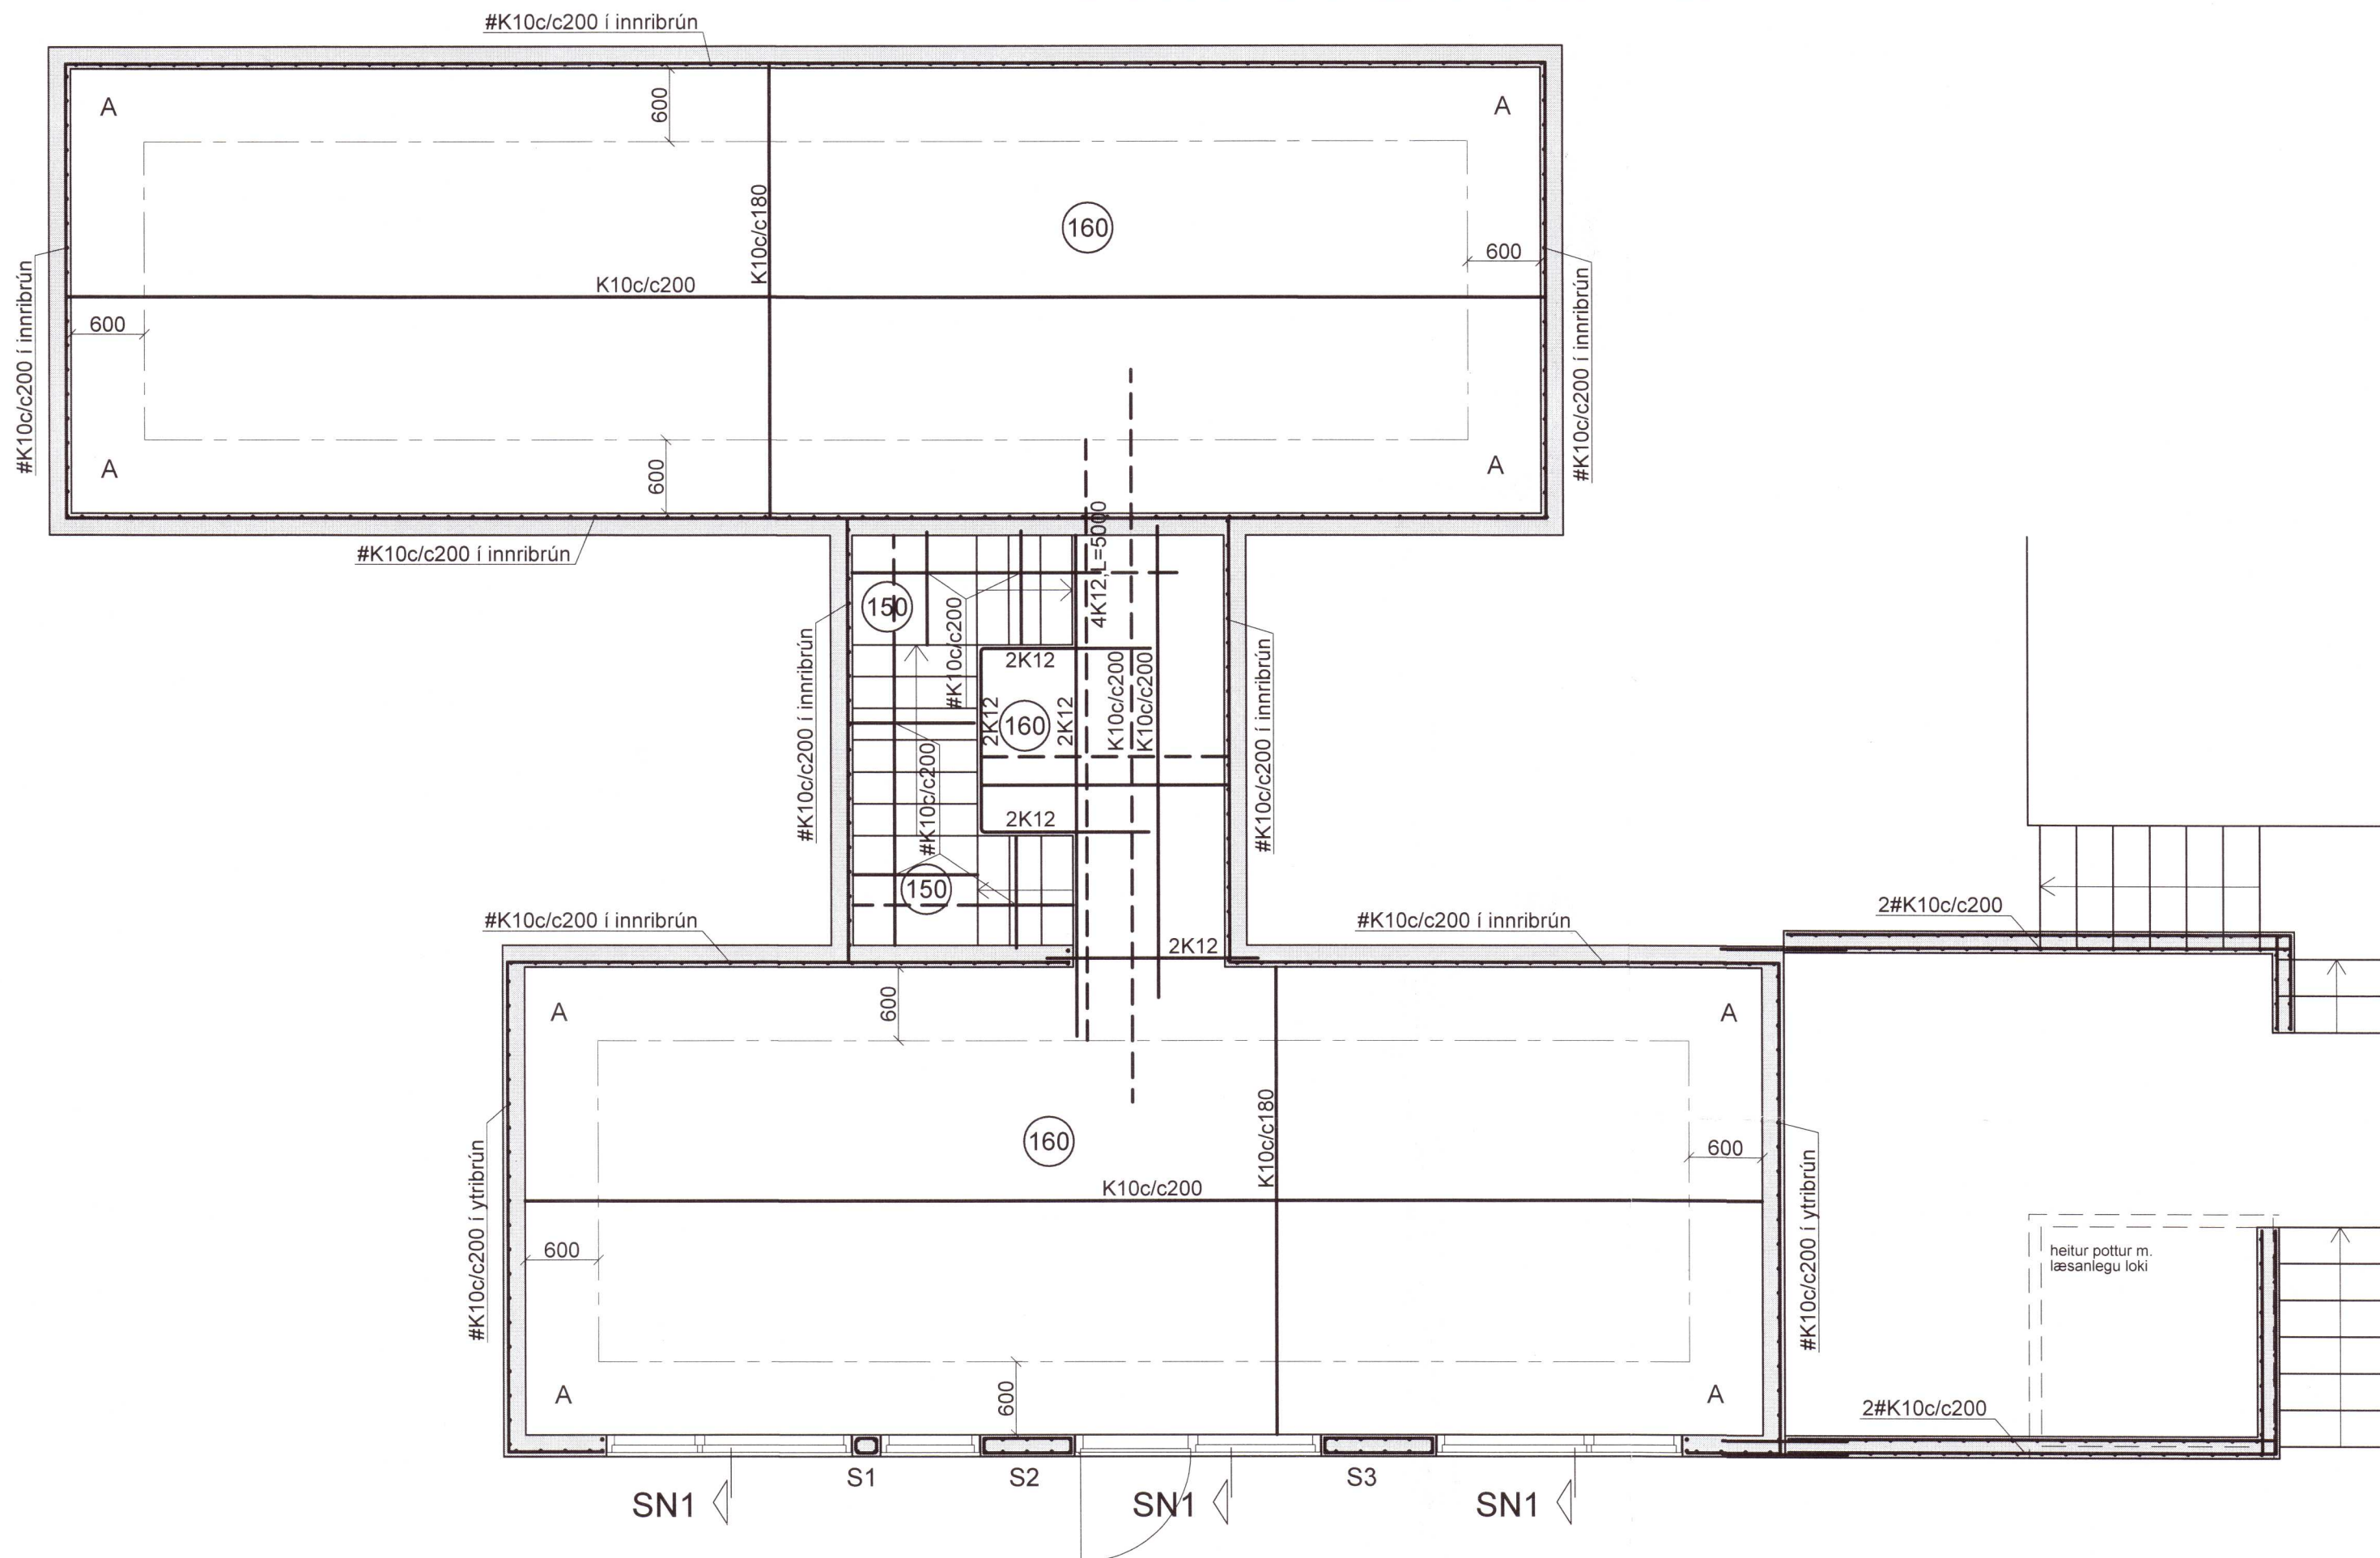 #K10c/c200 í innribrún
A
600
A
K10c/c180
160
600
K10c/c200
#K10c/c200 í innribrún
#K10c/c200 í innribrún
600
A
600
A
#K10c/c200 í innribrún
4K12, L=5000
150
#K10c/c200
2K12
#K10c/c200 í innribrún
2K12
160
2K12
K10c/c200
K10c/c200
#K10c/c200 í innribrún
#K10c/c200
2K12
150
#K10c/c200 í innribrún
2K12
#K10c/c200 í innribrún
2#K10c/c200
A
600
A
160
K10c/c180
600
#K10c/c200 í ytribrún
K10c/c200
#K10c/c200 í ytribrún
600
heitur pottur m.
læsanlegu loki
A
600
A
2#K10c/c200
S1
S2
S3
SN1
SN1
SN1